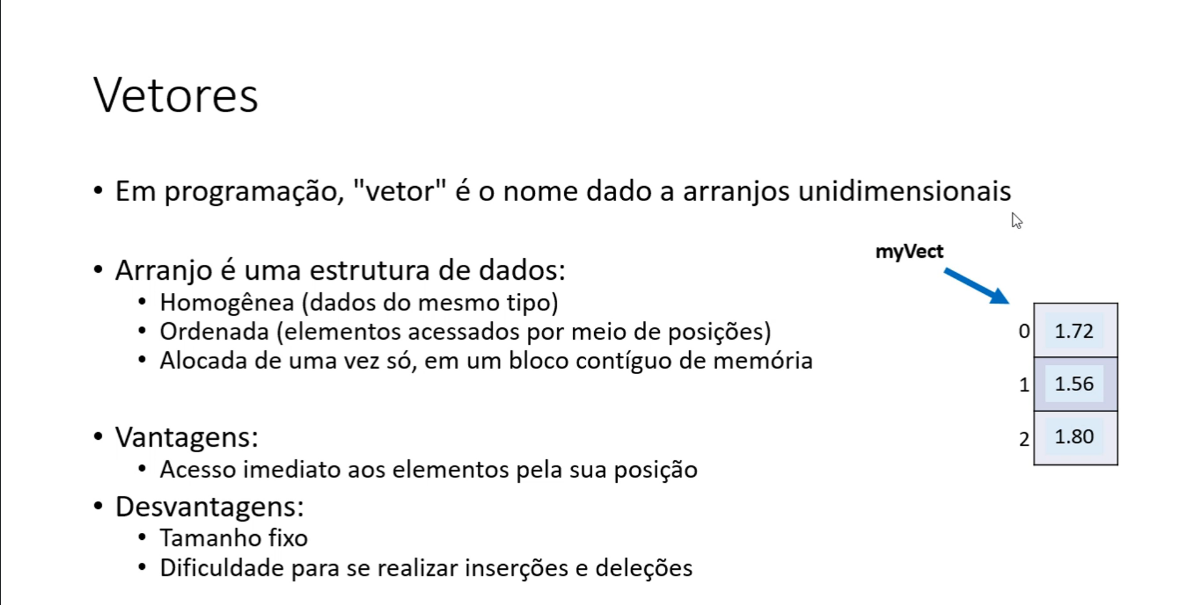 Vetores
• Em programação, "vetor" é o nome dado a arranjos unidimensionais
myVect
• Arranjo é uma estrutura de dados:
• Homogênea (dados do mesmo tipo)
• Ordenada (elementos acessados por meio de posições)
• Alocada de uma vez só, em um bloco contíguo de memória
0 1.72
1 1.56
2 1.80
• Vantagens:
• Acesso imediato aos elementos pela sua posição
• Desvantagens:
• Tamanho fixo
• Dificuldade para se realizar inserções e deleções